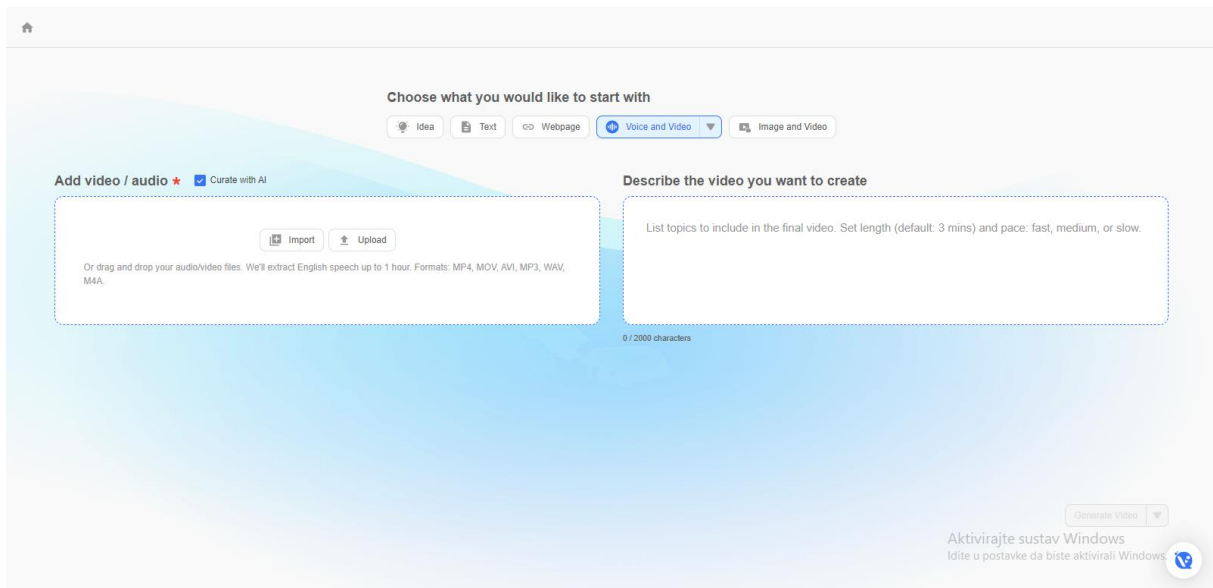 Choose what you would like to start with
Idea Text Webpage Voice and Video Image and Video
Add video / audio * Curate with AI
Import Upload
Or drag and drop your audio/video files. We'll extract English speech up to 1 hour. Formats: MP4, MOV, AVI, MP3, WAV,
M4A.
Describe the video you want to create
List topics to include in the final video. Set length (default: 3 mins) and pace: fast, medium, or slow.
0 / 2000 characters
Generate Video
Aktivirajte sustav Windows
Idite u postavke da biste aktivirali Windows